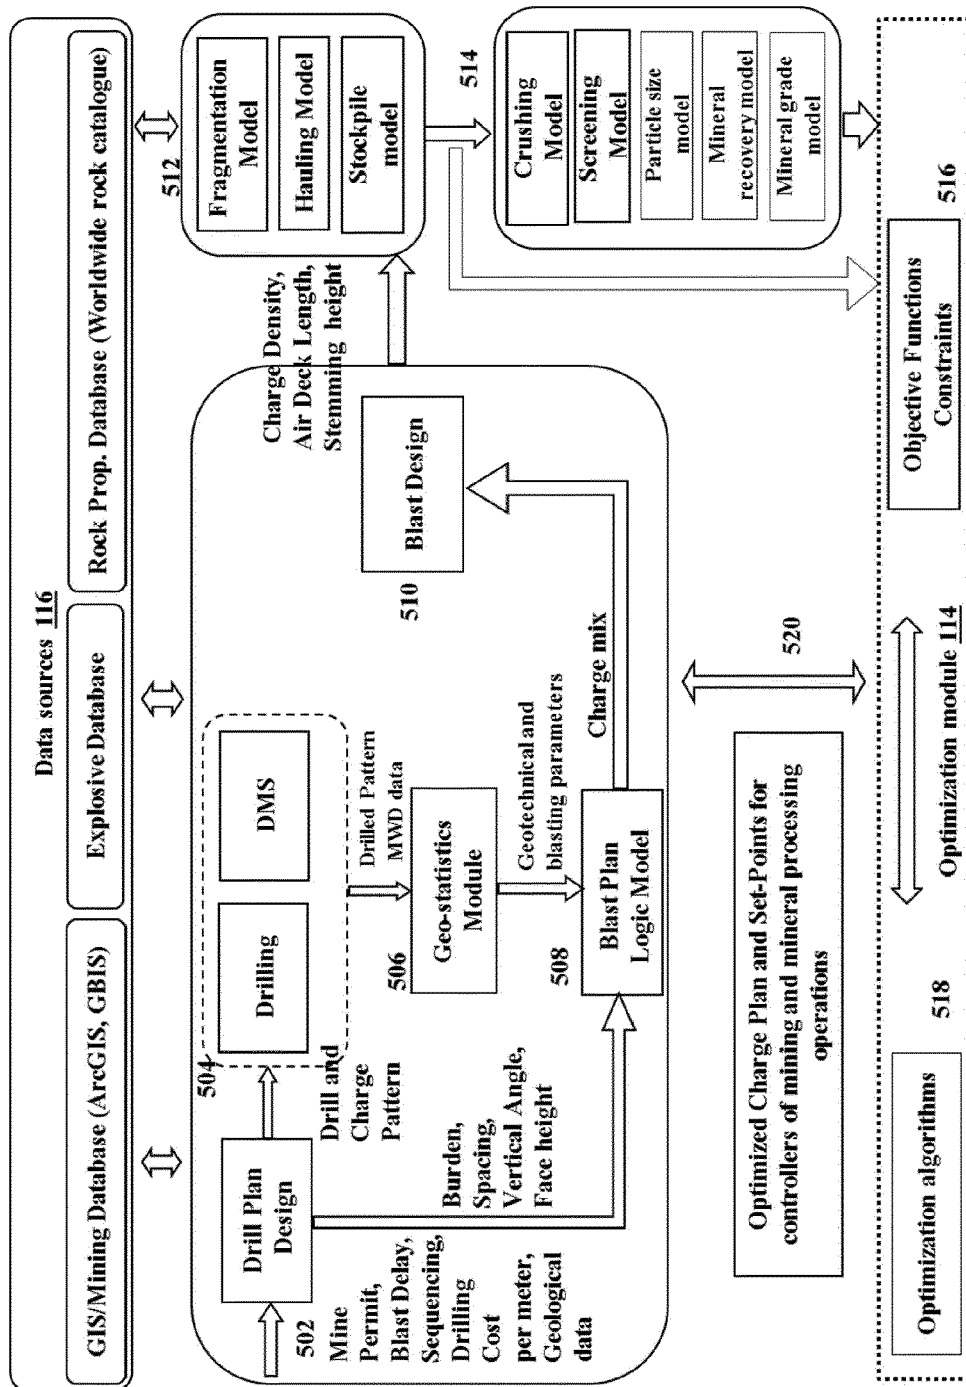 Data sources 116
GIS/Mining Database (ArcGIS, GBIS)
Explosive Database
Rock Prop. Database (Worldwide rock catalogue)
502
Mine
Permit,
Blast Delay,
Sequencing,
Drilling
Cost
per meter,
Geological
data
Drill Plan
Design
Drill and
Charge
Pattern
Burden,
Spacing,
Vertical Angle,
Face height
504
Drilling
DMS
Drilled Pattern
MWD data
506
Geo-statistics
Module
Geotechnical and
blasting parameters
508
Blast Plan
Logic Model
Charge mix
510
Blast Design
Charge Density,
Air Deck Length,
Stemming height
512
Fragmentation
Model
Hauling Model
Stockpile
model
514
Crushing
Model
Screening
Model
Particle size
model
Mineral
recovery model
Mineral grade model
Optimized Charge Plan and Set-Points for
controllers of mining and mineral processing
operations
520
518
Optimization algorithms
Optimization module 114
516
Objective Functions
Constraints